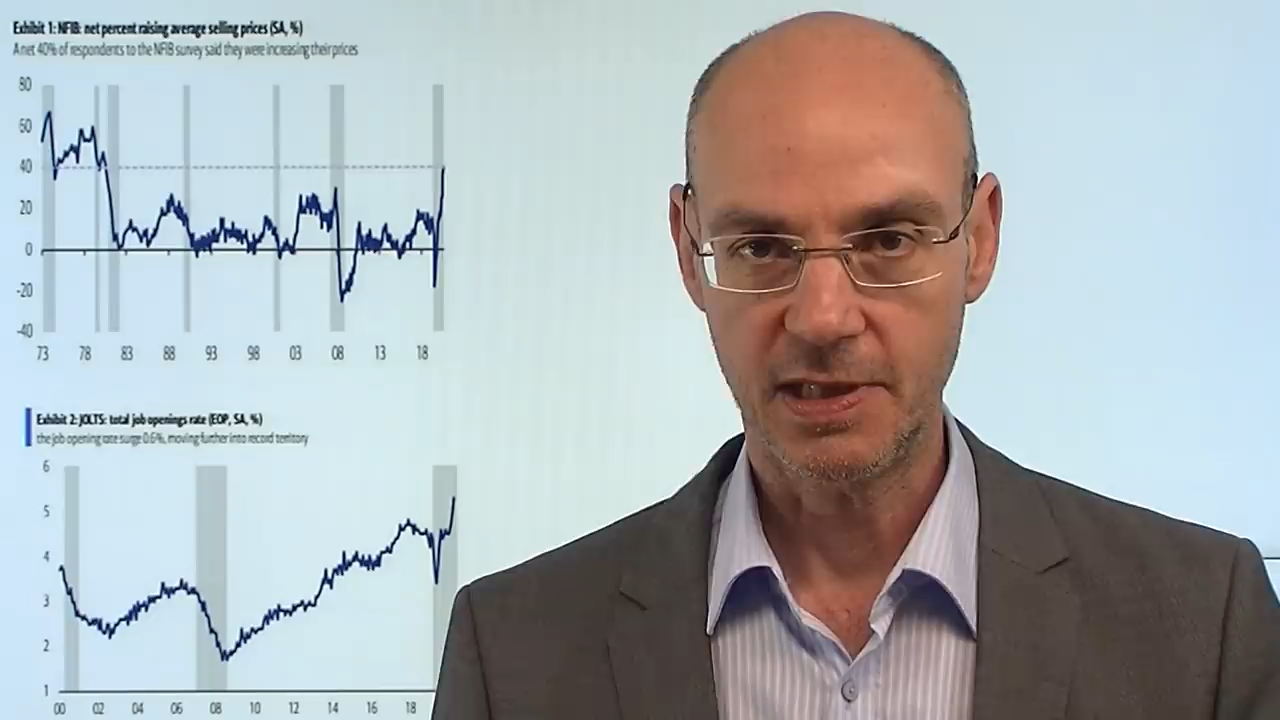 Exhibit 1: NFIB: net percent raising average selling prices (SA, %)
A net 40% of respondents to the NFIB survey said they were increasing their prices
80
60
40
20
0
-20
-40
73 78 83 88 93 98 03 08 13 18
Exhibit 2: JOLTS: total job openings rate (EOP, SA, %)
the job opening rate surge 0.6%, moving further into record territory
6
5
4
3
2
1
00 02 04 06 08 10 12 14 16 18